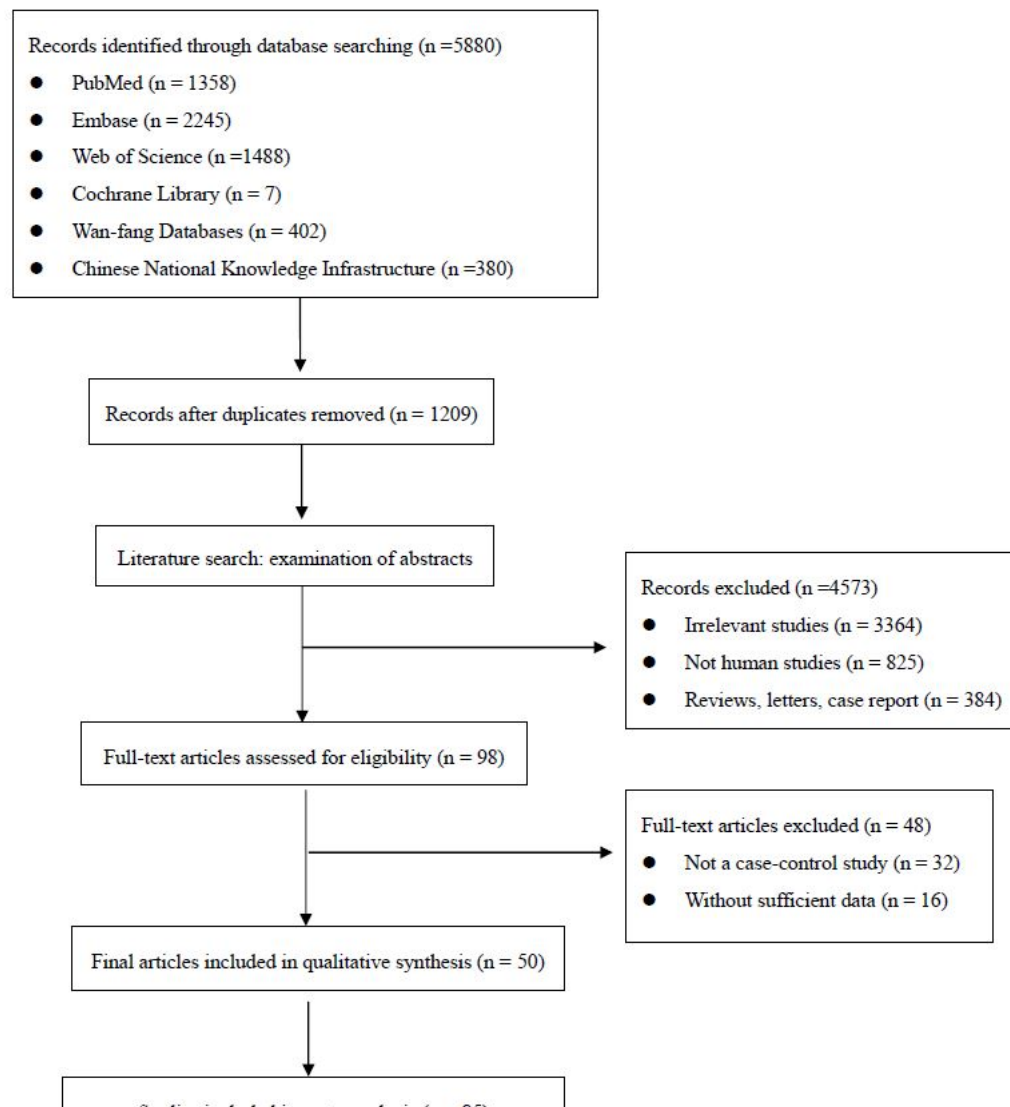 Records identified through database searching (n =5880)
● PubMed (n = 1358)
● Embase (n = 2245)
● Web of Science (n =1488)
● Cochrane Library (n = 7)
● Wan-fang Databases (n = 402)
● Chinese National Knowledge Infrastructure (n =380)
Records after duplicates removed (n = 1209)
Literature search: examination of abstracts
Records excluded (n =4573)
● Irrelevant studies (n = 3364)
● Not human studies (n = 825)
● Reviews, letters, case report (n = 384)
Full-text articles assessed for eligibility (n = 98)
Full-text articles excluded (n = 48)
● Not a case-control study (n = 32)
● Without sufficient data (n = 16)
Final articles included in qualitative synthesis (n = 50)